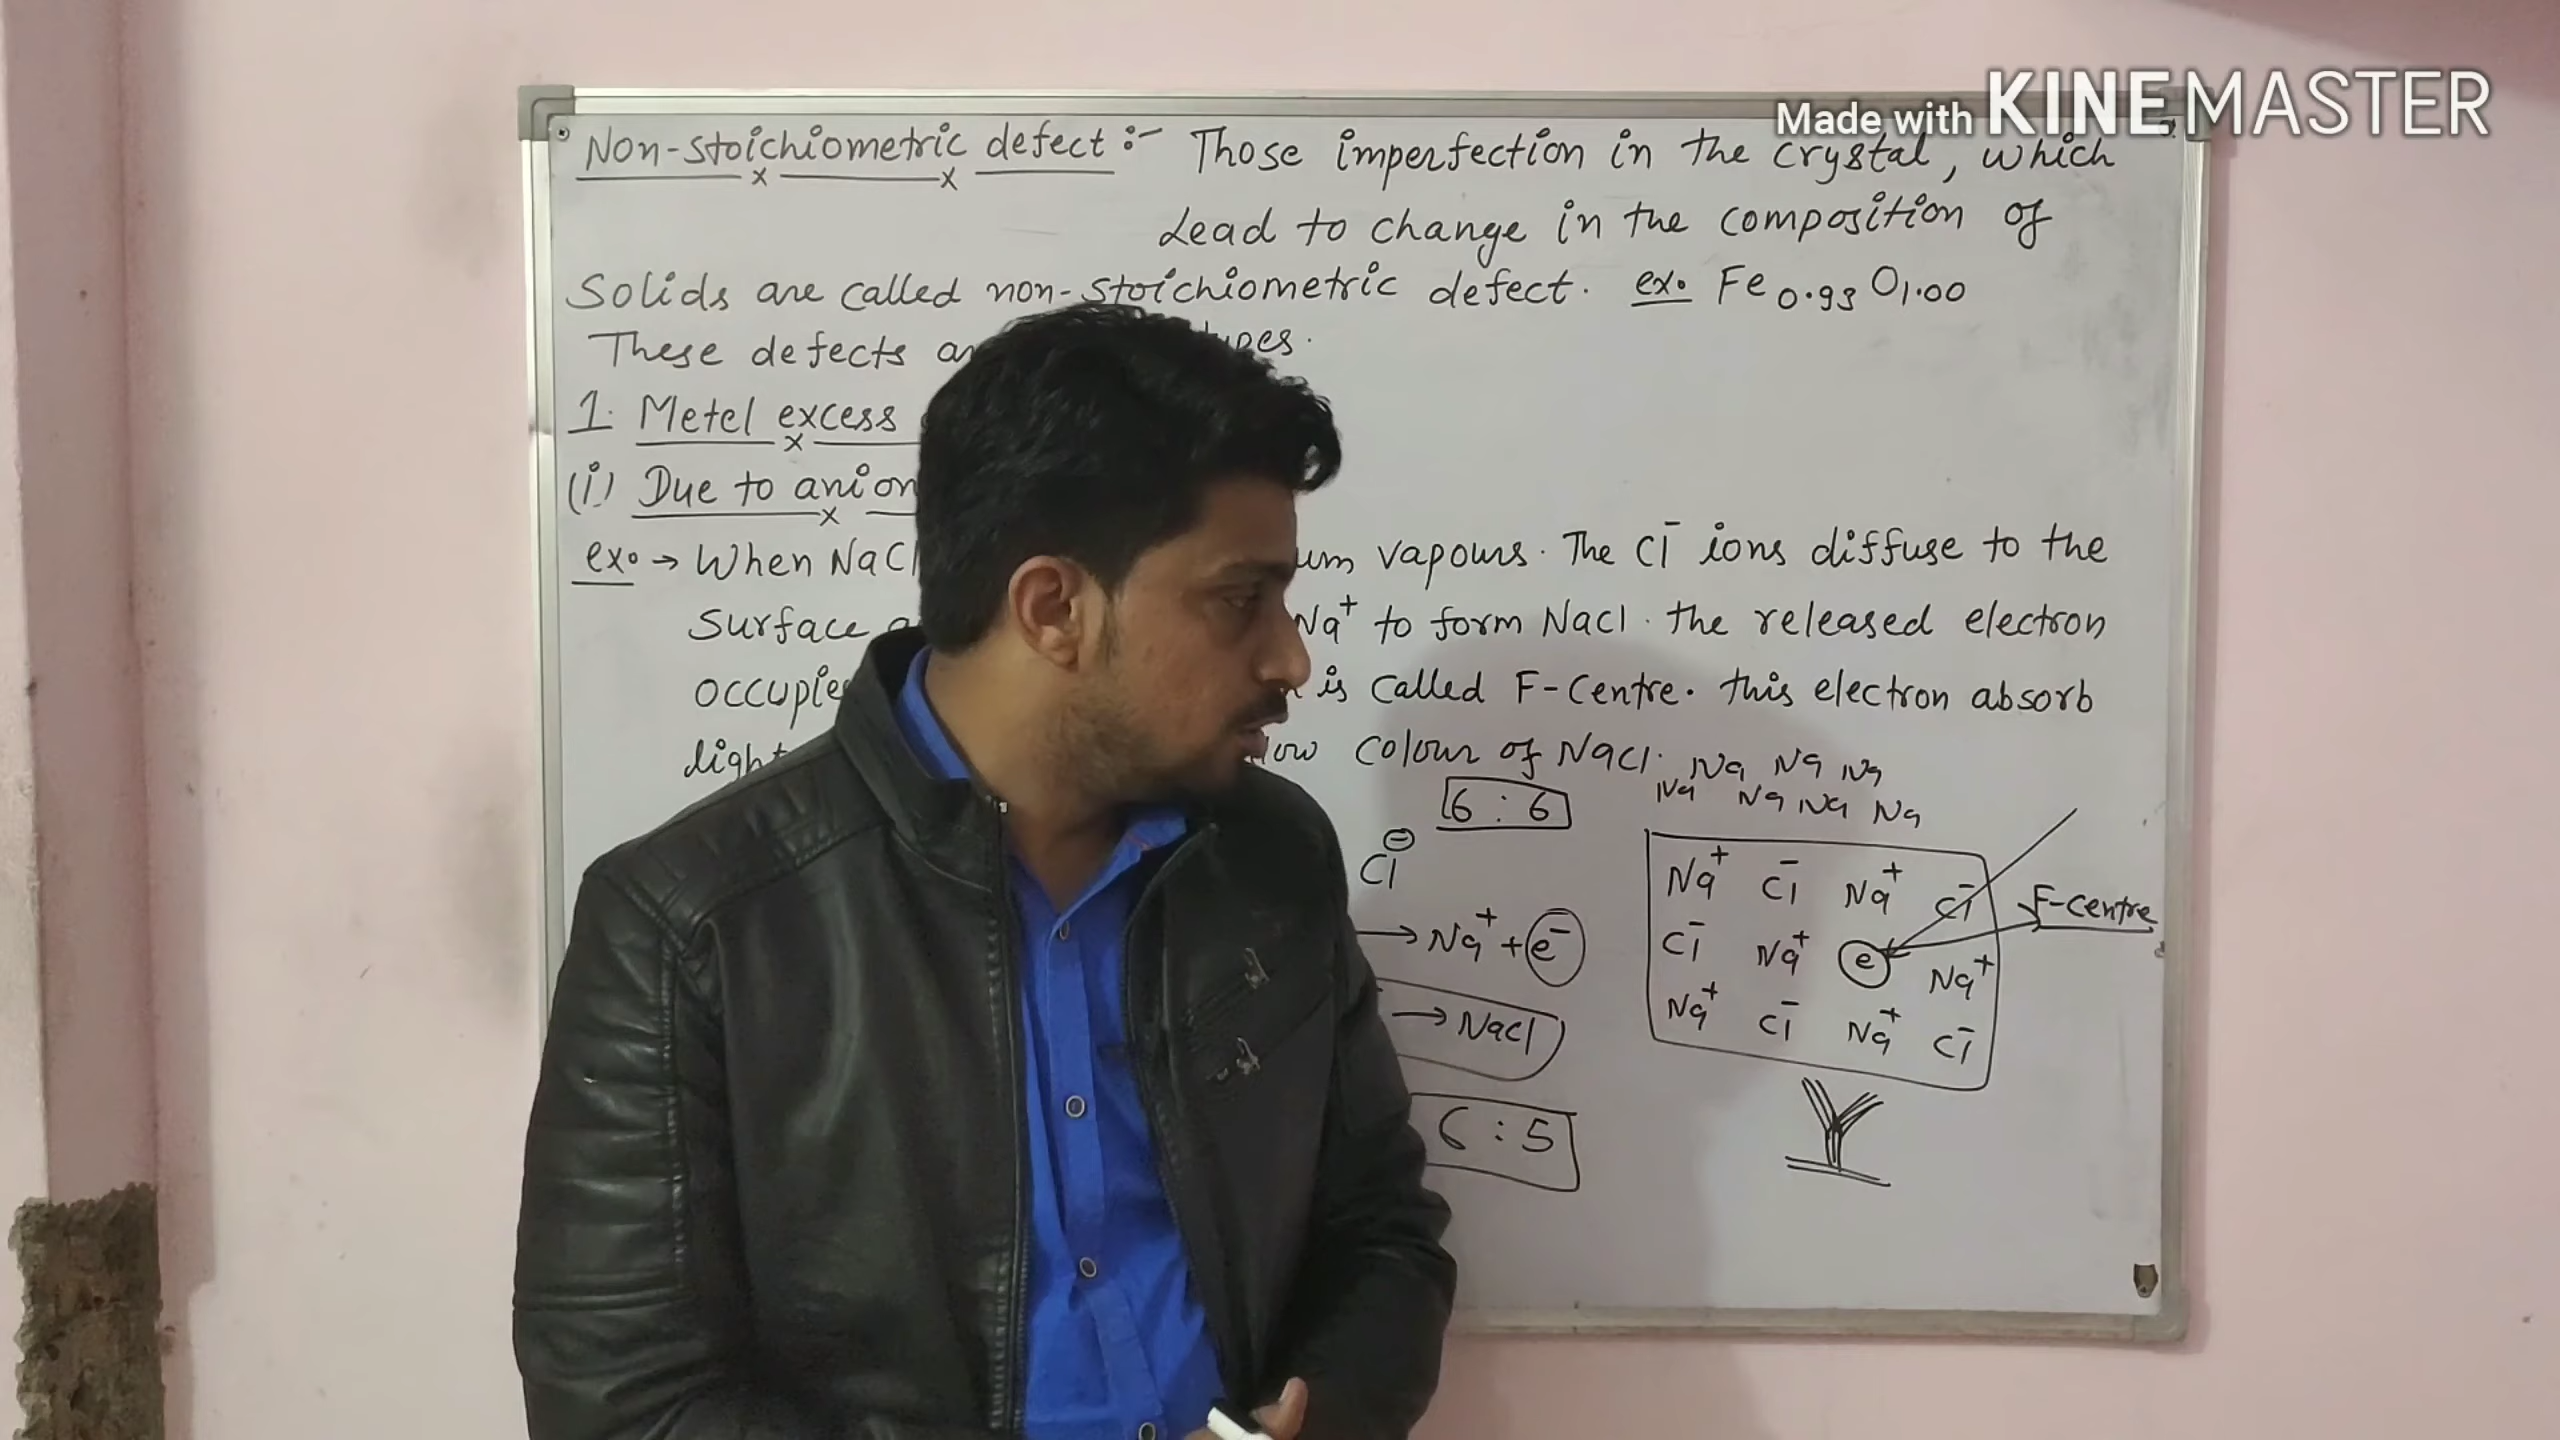 Made with KINEMASTER
Non-stoichiometric defect :- Those imperfection in the crystal, which
Lead to change in the composition of
Solids are called non-stoichiometric defect. ex. Fe0.93 O1.00
These defects
1. Metel excess
(i) Due to anion
ex. → When NaCl vapours. The Cl⁻ ions diffuse to the
Surface Na⁺ to form NaCl. the released electron
is called F-Centre. this electron absorb
light colour of NaCl.
Na Na Na
Na Na Na Na
6 : 6
Cl⊖
→ Na⁺ + e⁻
→ NaCl
6 : 5
Na⁺ Cl⁻ Na⁺ Cl⁻
Cl⁻ Na⁺ e Na⁺
Na⁺ Cl⁻ Na⁺ Cl⁻
F-Centre